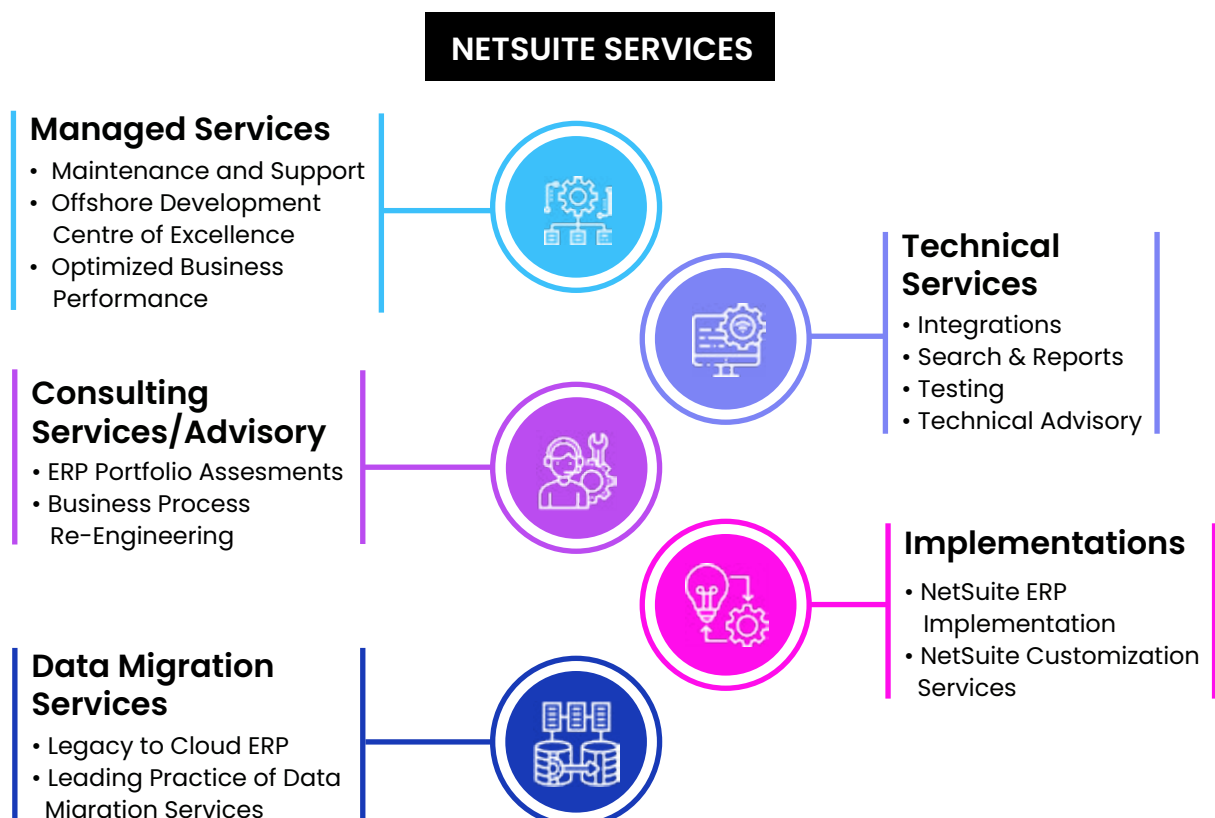 NETSUITE SERVICES
Managed Services
• Maintenance and Support
• Offshore Development
Centre of Excellence
• Optimized Business
Performance
Technical
Services
• Integrations
• Search & Reports
• Testing
• Technical Advisory
Consulting
Services/Advisory
• ERP Portfolio Assesments
• Business Process
Re-Engineering
Implementations
• NetSuite ERP
Implementation
• NetSuite Customization
Services
Data Migration
Services
• Legacy to Cloud ERP
• Leading Practice of Data
Migration Services